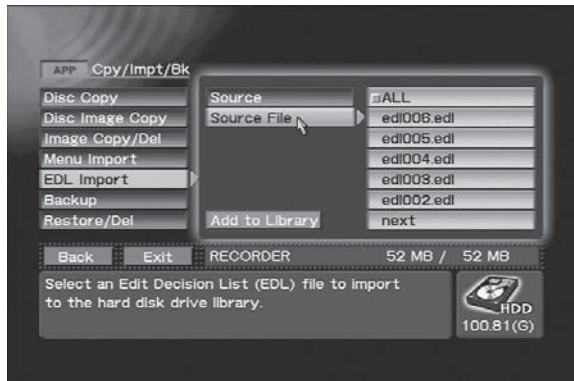 APP Cpy/Impt/Bk
Disc Copy
Disc Image Copy
Image Copy/Del
Menu Import
EDL Import
Backup
Restore/Del
Source
Source File
Add to Library
ALL
edl006.edl
edl005.edl
edl004.edl
edl003.edl
edl002.edl
next
Back Exit RECORDER 52 MB / 52 MB
Select an Edit Decision List (EDL) file to import
to the hard disk drive library.
HDD
100.81(G)